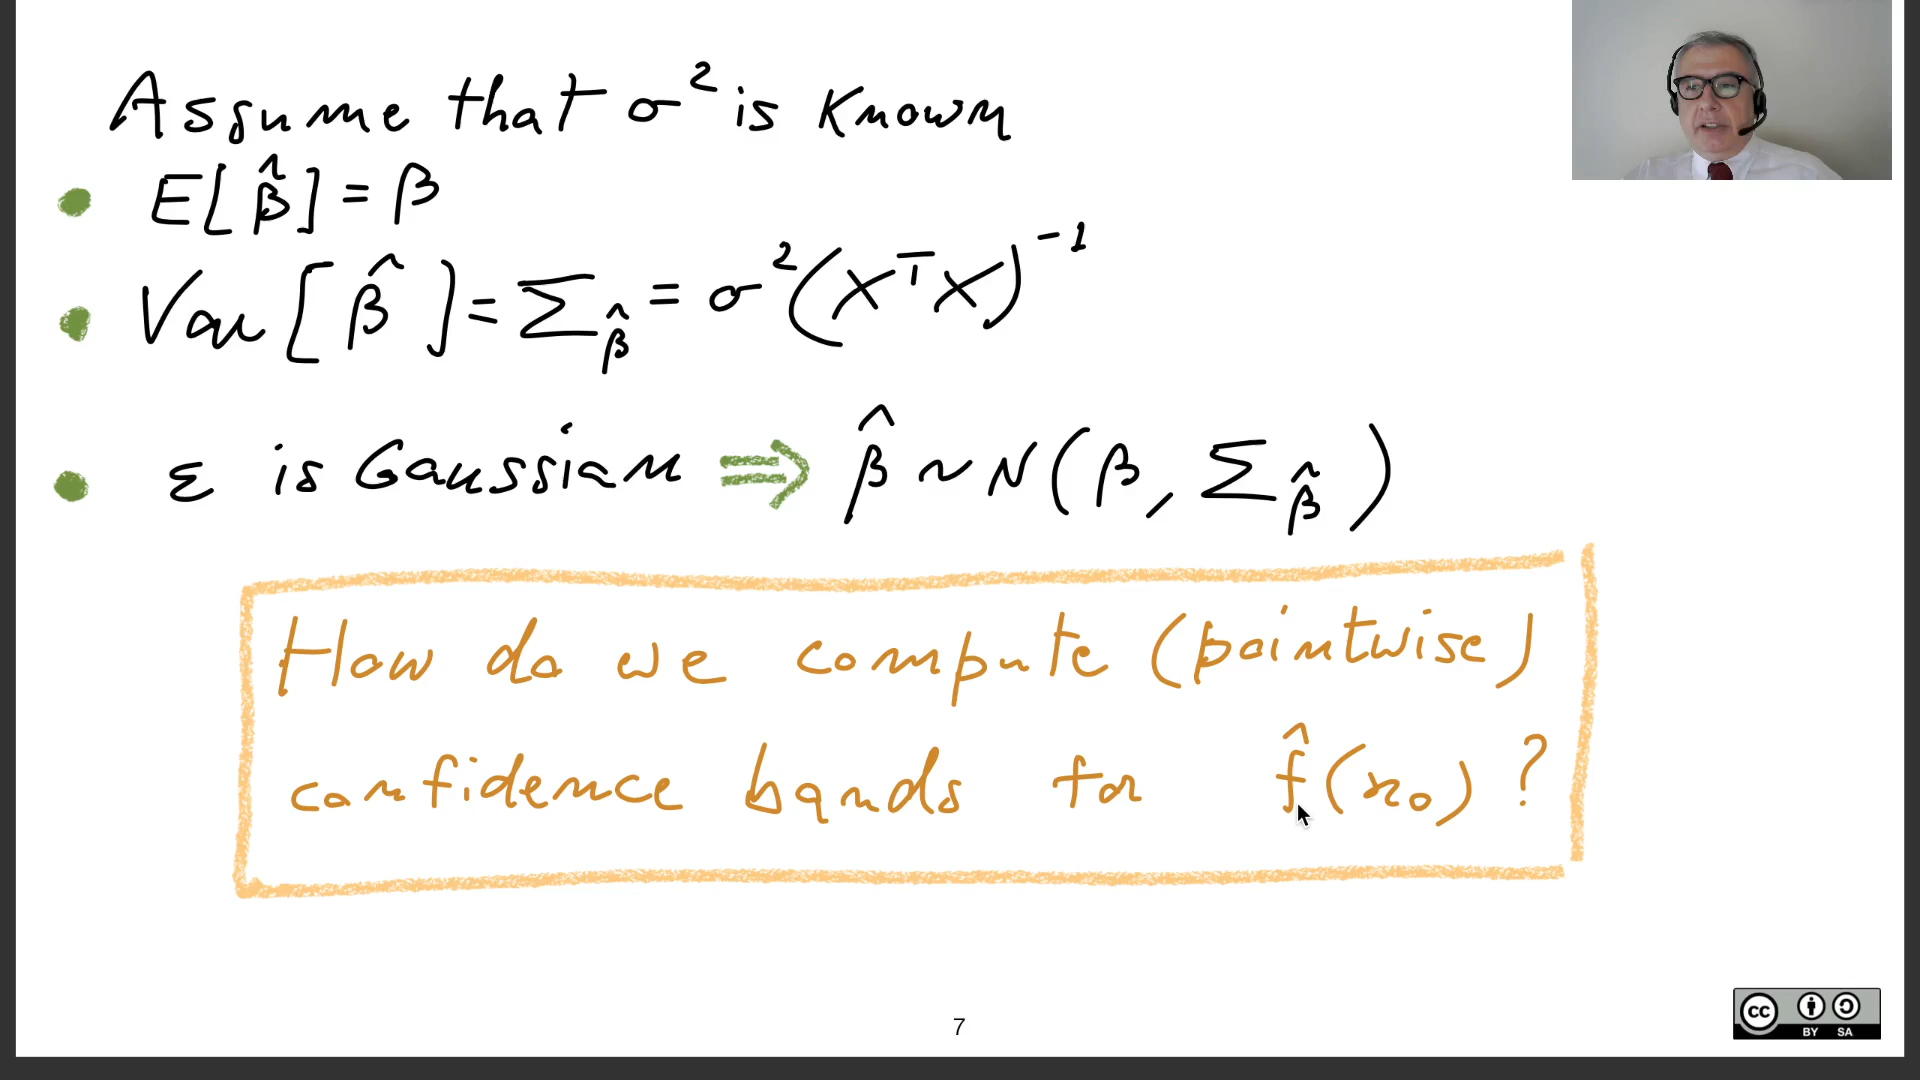 Assume that σ² is known
E[β̂] = β
Var[β̂] = Σ_β̂ = σ²(XᵀX)⁻¹
ε is Gaussian ⇒ β̂ ~ N(β, Σ_β̂)
How do we compute (pointwise)
confidence bands for f̂(x₀)?
7
cc
BY SA